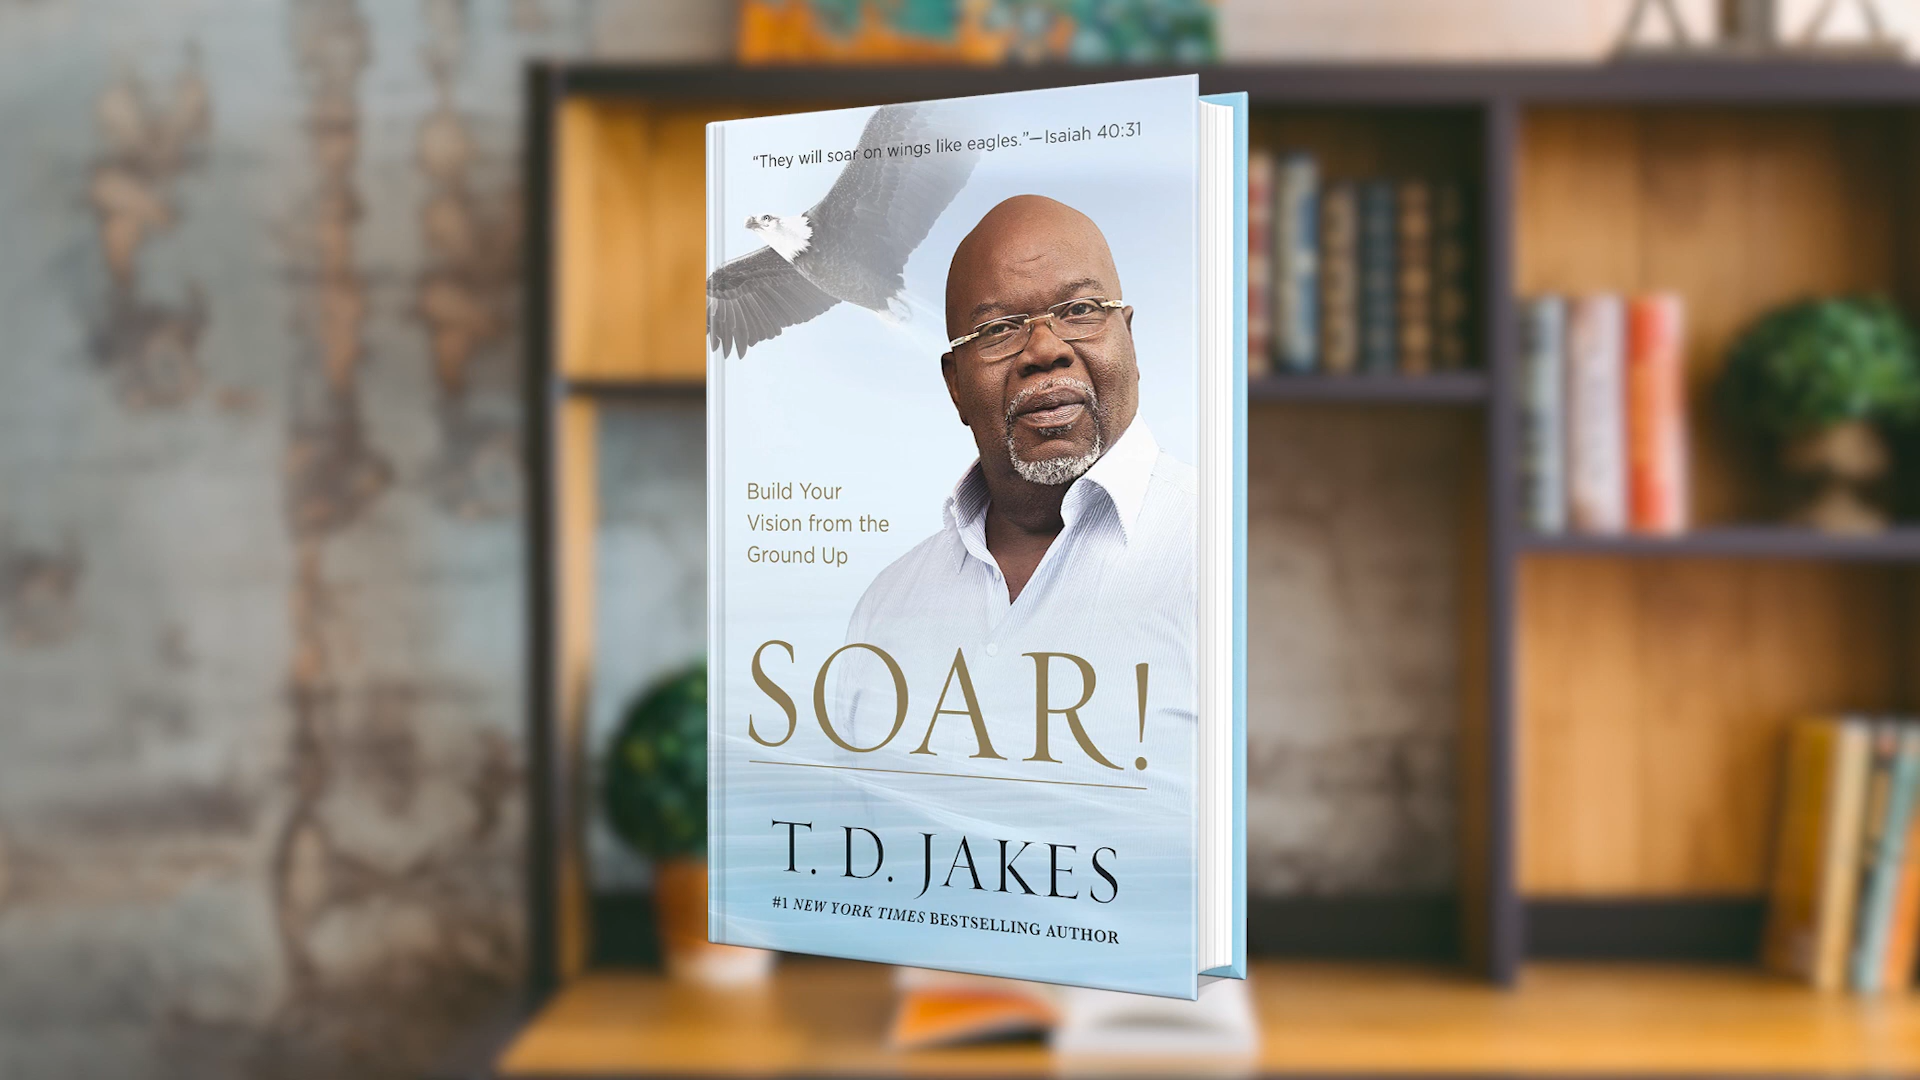 “They will soar on wings like eagles.”—Isaiah 40:31
Build Your
Vision from the
Ground Up
SOAR!
T. D. JAKES
#1 NEW YORK TIMES BESTSELLING AUTHOR